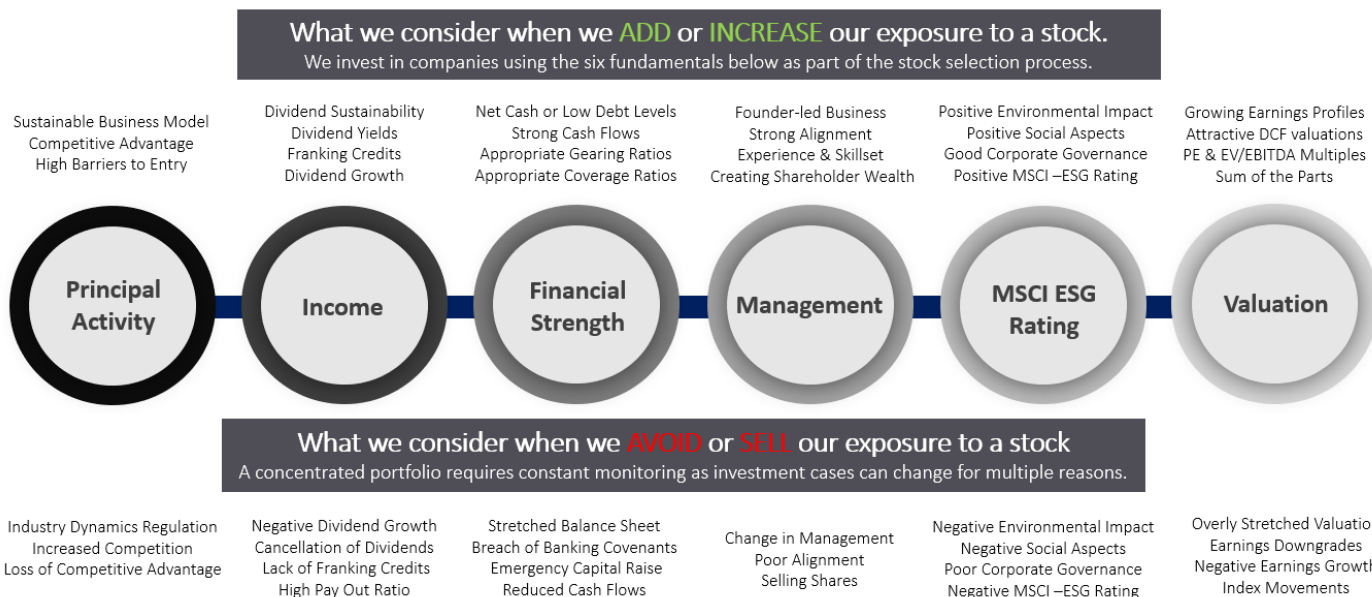 What we consider when we ADD or INCREASE our exposure to a stock.
We invest in companies using the six fundamentals below as part of the stock selection process.
Sustainable Business Model
Competitive Advantage
High Barriers to Entry
Dividend Sustainability
Dividend Yields
Franking Credits
Dividend Growth
Net Cash or Low Debt Levels
Strong Cash Flows
Appropriate Gearing Ratios
Appropriate Coverage Ratios
Founder-led Business
Strong Alignment
Experience & Skillset
Creating Shareholder Wealth
Positive Environmental Impact
Positive Social Aspects
Good Corporate Governance
Positive MSCI –ESG Rating
Growing Earnings Profiles
Attractive DCF valuations
PE & EV/EBITDA Multiples
Sum of the Parts
Principal
Activity
Income
Financial
Strength
Management
MSCI ESG
Rating
Valuation
What we consider when we AVOID or SELL our exposure to a stock
A concentrated portfolio requires constant monitoring as investment cases can change for multiple reasons.
Industry Dynamics Regulation
Increased Competition
Loss of Competitive Advantage
Negative Dividend Growth
Cancellation of Dividends
Lack of Franking Credits
High Pay Out Ratio
Stretched Balance Sheet
Breach of Banking Covenants
Emergency Capital Raise
Reduced Cash Flows
Change in Management
Poor Alignment
Selling Shares
Negative Environmental Impact
Negative Social Aspects
Poor Corporate Governance
Negative MSCI –ESG Rating
Overly Stretched Valuatio
Earnings Downgrades
Negative Earnings Growth
Index Movements